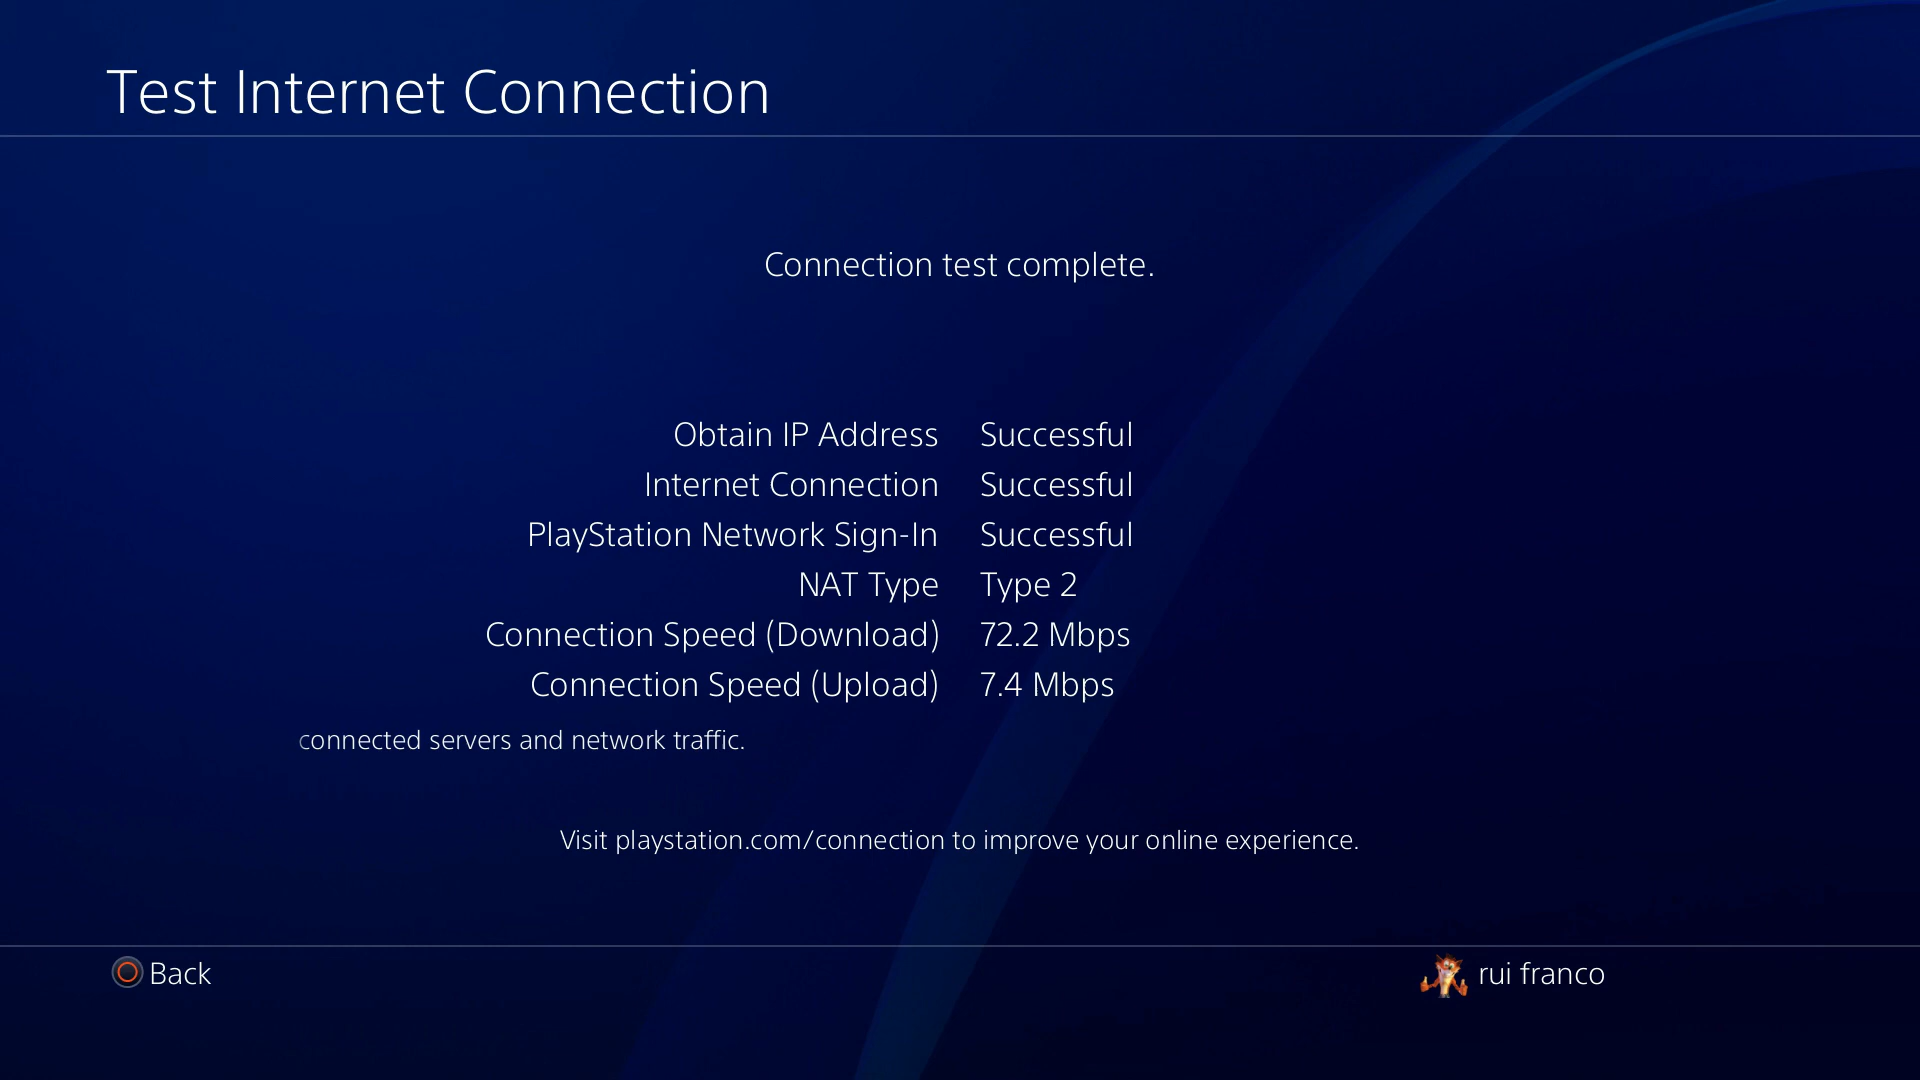 Test Internet Connection
Connection test complete.
Obtain IP Address Successful
Internet Connection Successful
PlayStation Network Sign-In Successful
NAT Type Type 2
Connection Speed (Download) 72.2 Mbps
Connection Speed (Upload) 7.4 Mbps
connected servers and network traffic.
Visit playstation.com/connection to improve your online experience.
Back rui franco